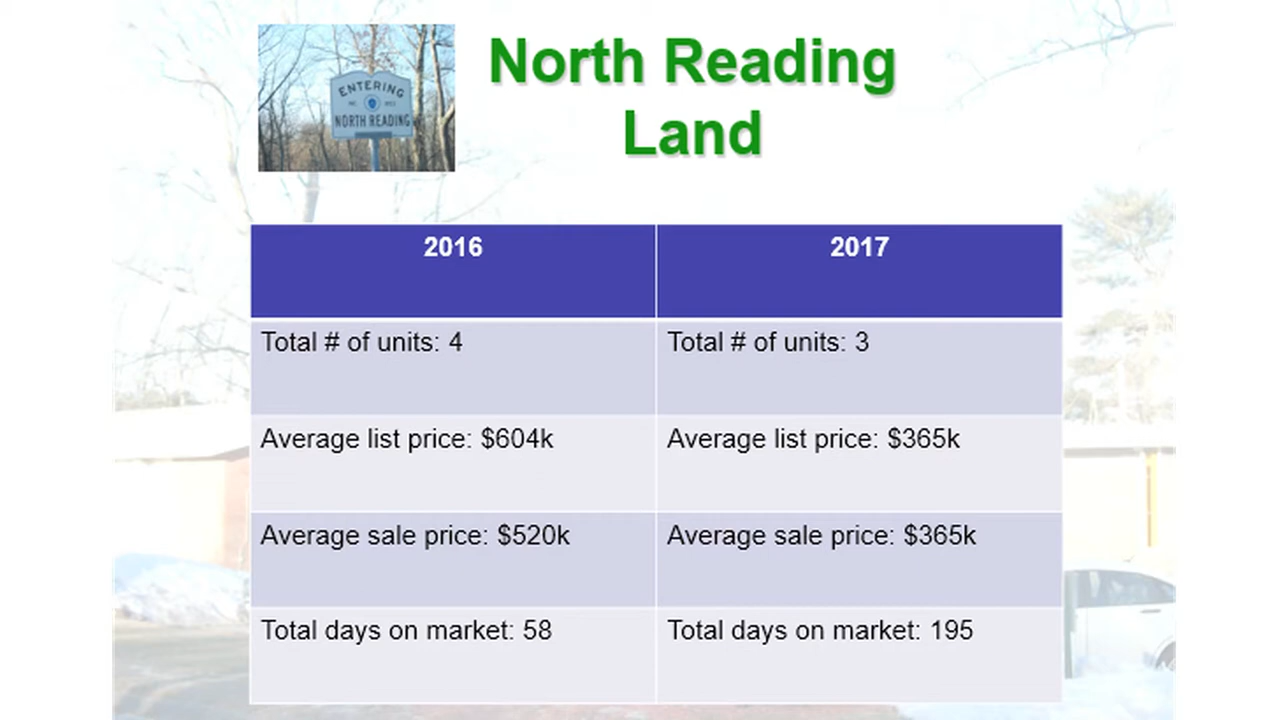 ENTERING
NORTH READING
North Reading
Land
2016
2017
Total # of units: 4
Total # of units: 3
Average list price: $604k
Average list price: $365k
Average sale price: $520k
Average sale price: $365k
Total days on market: 58
Total days on market: 195